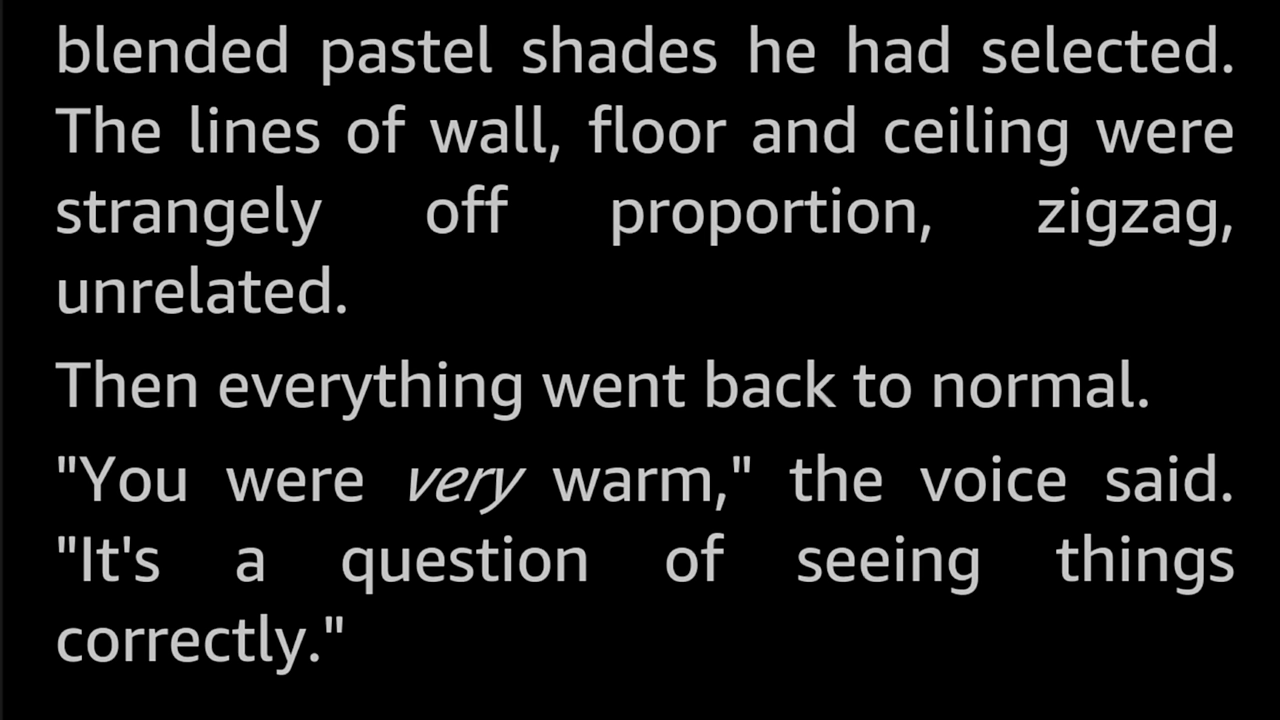 blended pastel shades he had selected.
The lines of wall, floor and ceiling were
strangely off proportion, zigzag,
unrelated.
Then everything went back to normal.
"You were very warm," the voice said.
"It's a question of seeing things
correctly."